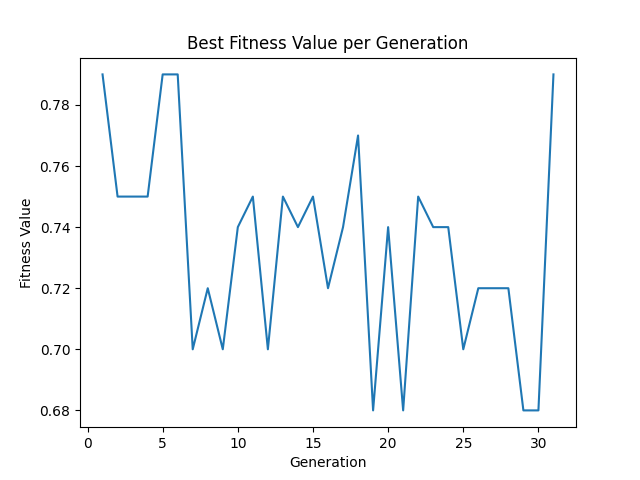 Best Fitness Value per Generation
0.78
0.76
0.74
0.72
0.70
0.68
Fitness Value
0 5 10 15 20 25 30
Generation